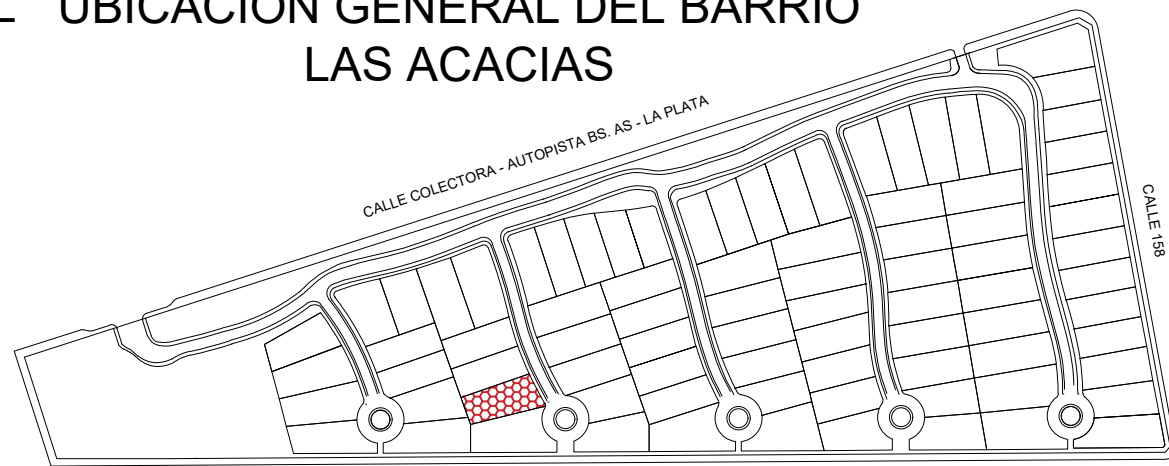 UBICACION GENERAL DEL BARRIO
LAS ACACIAS
CALLE COLECTORA - AUTOPISTA BS. AS - LA PLATA
CALLE 158